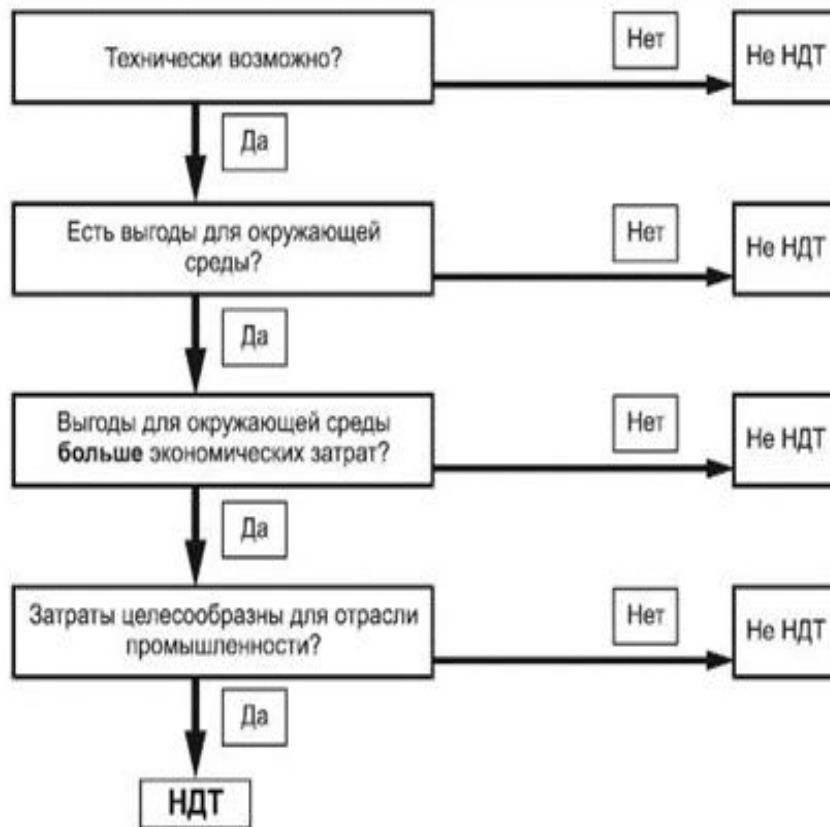 Технически возможно?
Нет
Не НДТ
Да
Есть выгоды для окружающей
среды?
Нет
Не НДТ
Да
Выгоды для окружающей среды
больше экономических затрат?
Нет
Не НДТ
Да
Затраты целесообразны для отрасли
промышленности?
Нет
Не НДТ
Да
НДТ